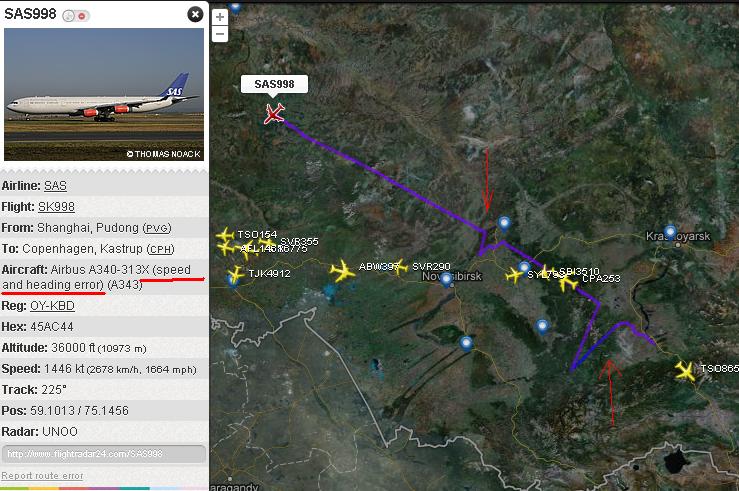 SAS998
SAS
© THOMAS NOACK
Airline: SAS
Flight: SK998
From: Shanghai, Pudong (PVG)
To: Copenhagen, Kastrup (CPH)
Aircraft: Airbus A340-313X (speed
and heading error) (A343)
Reg: OY-KBD
Hex: 45AC44
Altitude: 36000 ft (10973 m)
Speed: 1446 kt (2678 km/h, 1664 mph)
Track: 225°
Pos: 59.1013 / 75.1456
Radar: UNOO
http://www.flightradar24.com/SAS998
Report route error
+
−
SAS998
TSO154
SVR355
TJK4912
ABW397
SVR290
Novosibirsk
SBI3510
CPA253
Krasnoyarsk
TSO865
aragandy